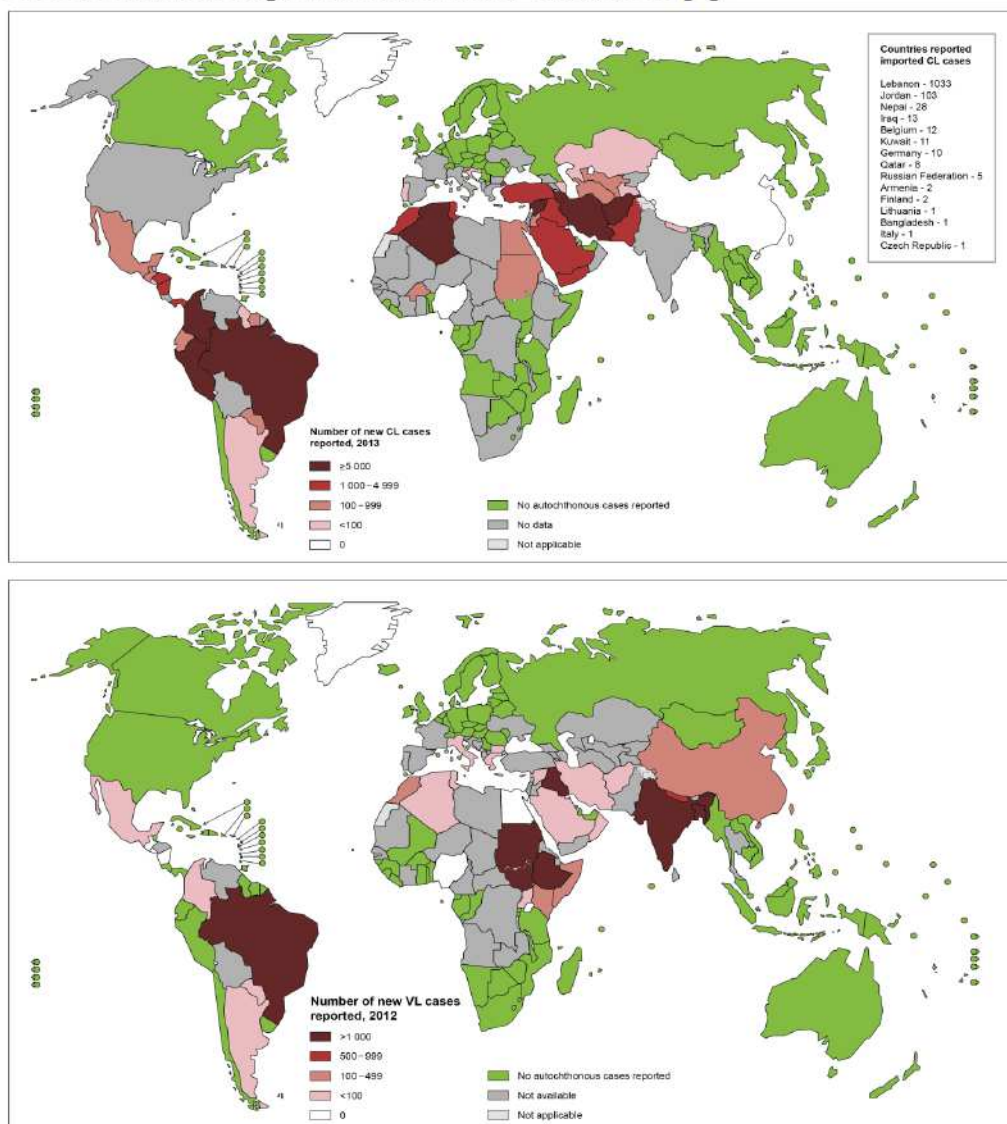 Countries reported
imported CL cases
Lebanon - 1033
Jordan - 103
Nepal - 28
Iraq - 13
Belgium - 12
Kuwait - 11
Germany - 10
Qatar - 8
Russian Federation - 5
Armenia - 2
Finland - 2
Lithuania - 1
Bangladesh - 1
Italy - 1
Czech Republic - 1
Number of new CL cases
reported, 2013
≥5 000
1 000–4 999
100–999
<100
0
No autochthonous cases reported
No data
Not applicable
Number of new VL cases
reported, 2012
>1 000
500–999
100–499
<100
0
No autochthonous cases reported
Not available
Not applicable